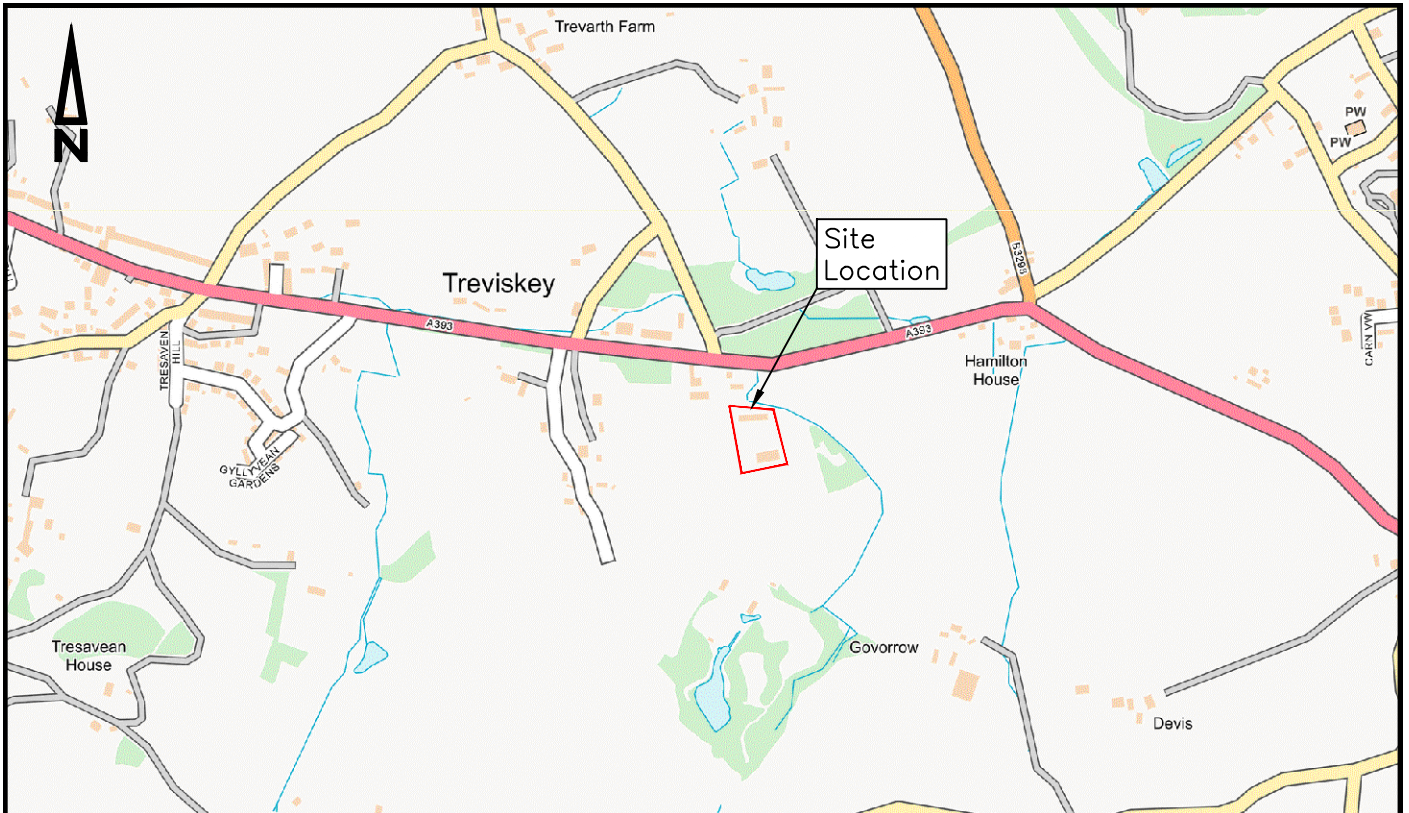 Trevarth Farm
N
PW
PW
Site
Location
B3298
Treviskey
A393
A393
TRESAVEN
HILL
Hamilton
House
CARN VW
GYLLYVEAN
GARDENS
Tresavean
House
Govorrow
Devis